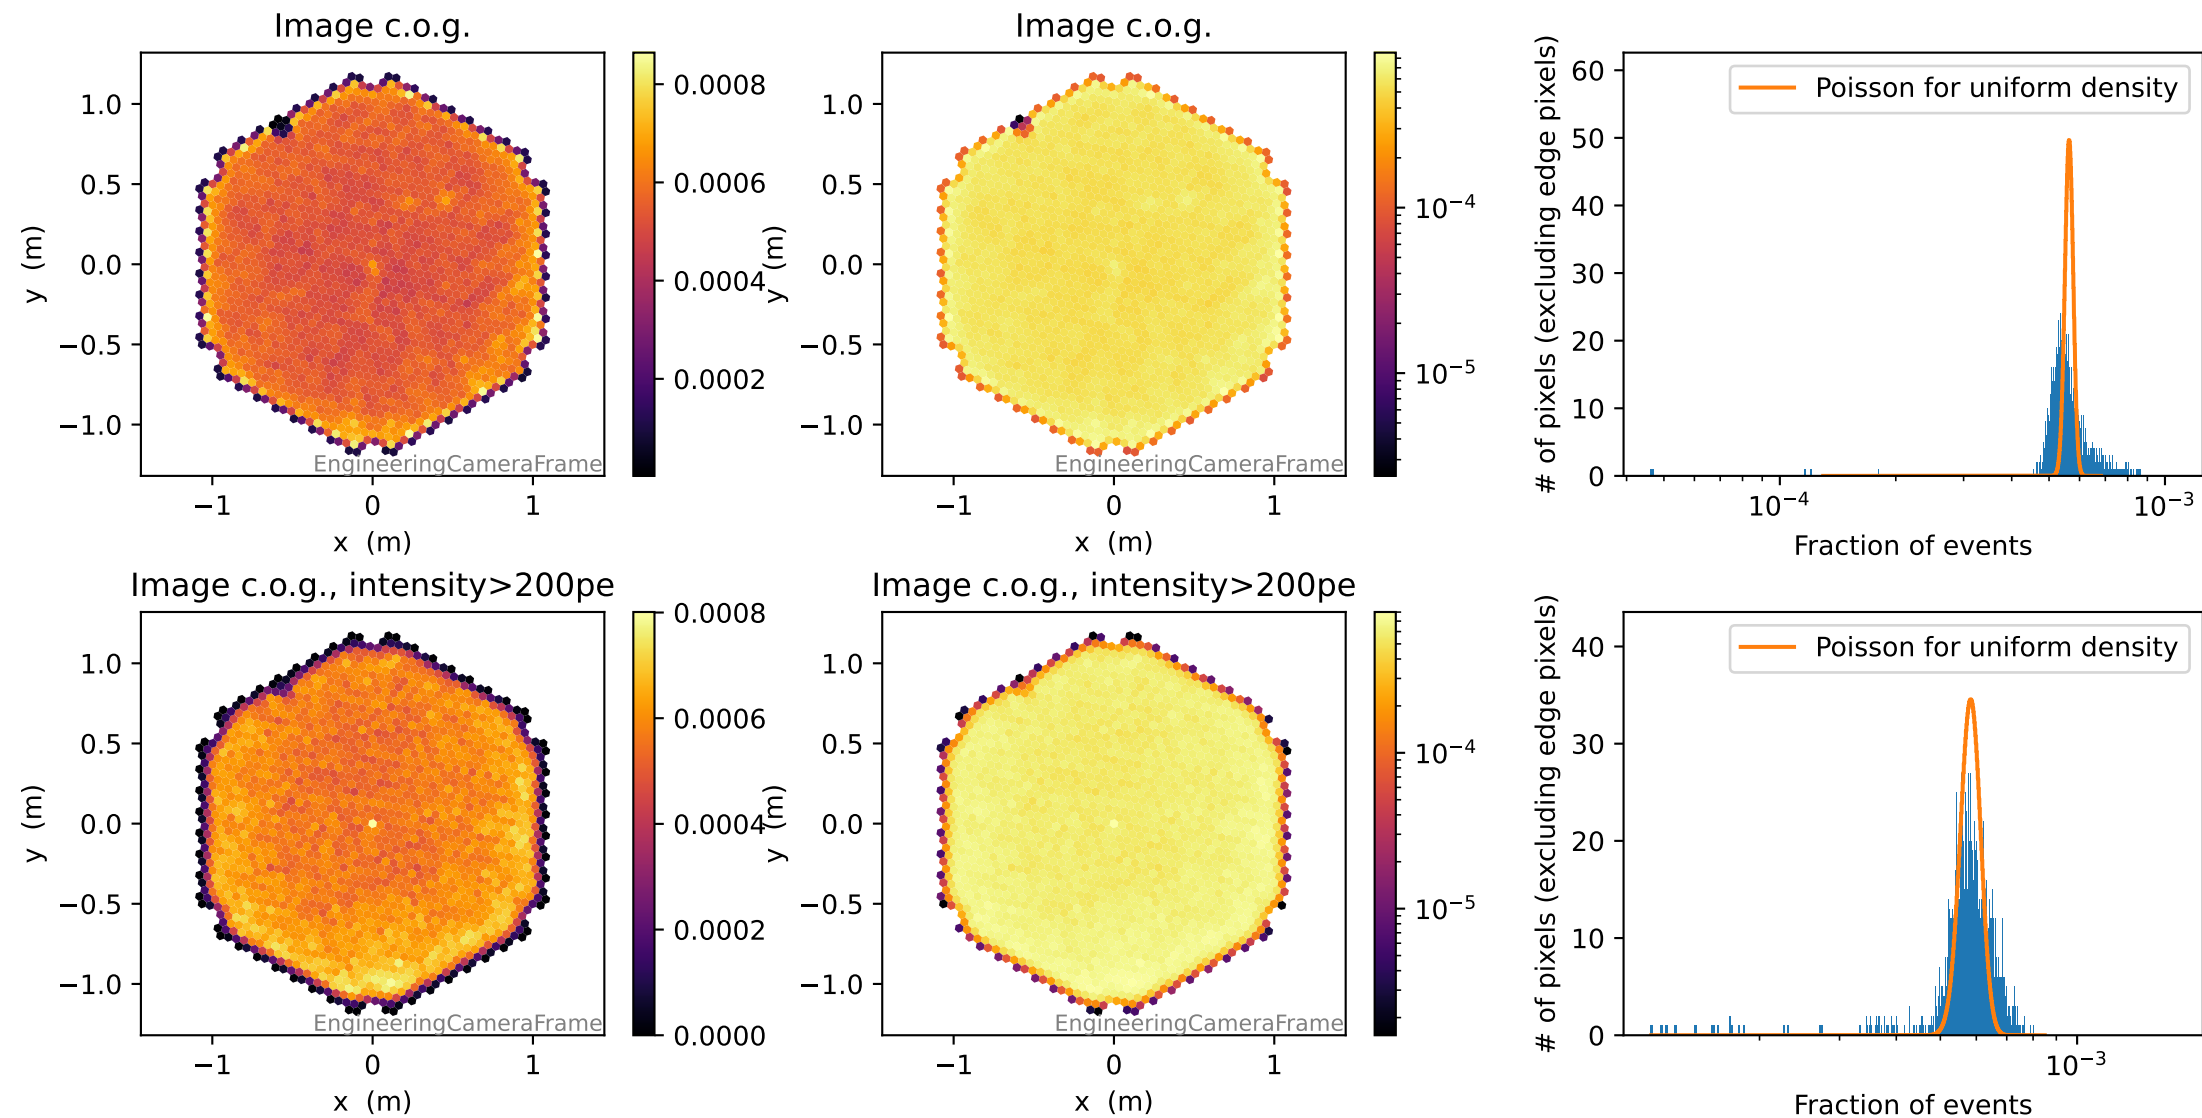 Image c.o.g.
1.0
0.5
0.0
−0.5
−1.0
y (m)
−1
0
1
x (m)
EngineeringCameraFrame
0.0008
0.0006
0.0004
0.0002
Image c.o.g.
1.0
0.5
0.0
−0.5
−1.0
y (m)
−1
0
1
x (m)
EngineeringCameraFrame
10−4
10−5
# of pixels (excluding edge pixels)
60
50
40
30
20
10
0
Poisson for uniform density
10−4
10−3
Fraction of events
Image c.o.g., intensity>200pe
1.0
0.5
0.0
−0.5
−1.0
y (m)
−1
0
1
x (m)
EngineeringCameraFrame
0.0008
0.0006
0.0004
0.0002
0.0000
Image c.o.g., intensity>200pe
1.0
0.5
0.0
−0.5
−1.0
y (m)
−1
0
1
x (m)
EngineeringCameraFrame
10−4
10−5
# of pixels (excluding edge pixels)
40
30
20
10
0
Poisson for uniform density
10−3
Fraction of events